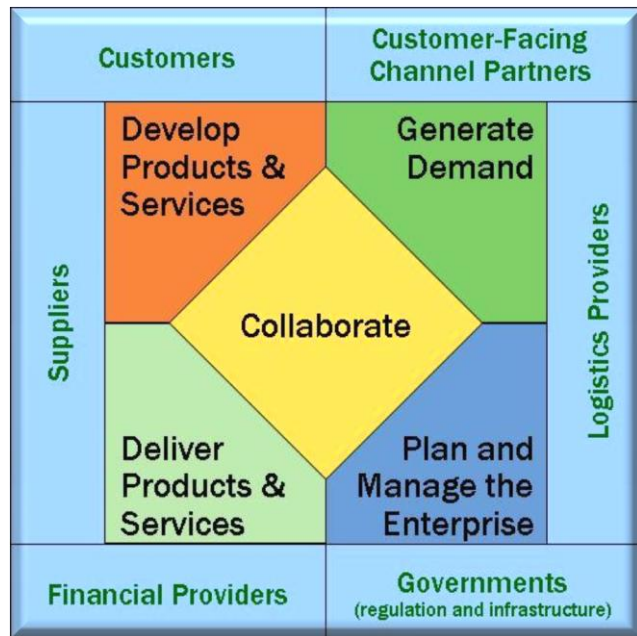 Customers
Customer-Facing
Channel Partners
Develop
Products &
Services
Generate
Demand
Suppliers
Collaborate
Logistics Providers
Deliver
Products &
Services
Plan and
Manage the
Enterprise
Financial Providers
Governments
(regulation and infrastructure)